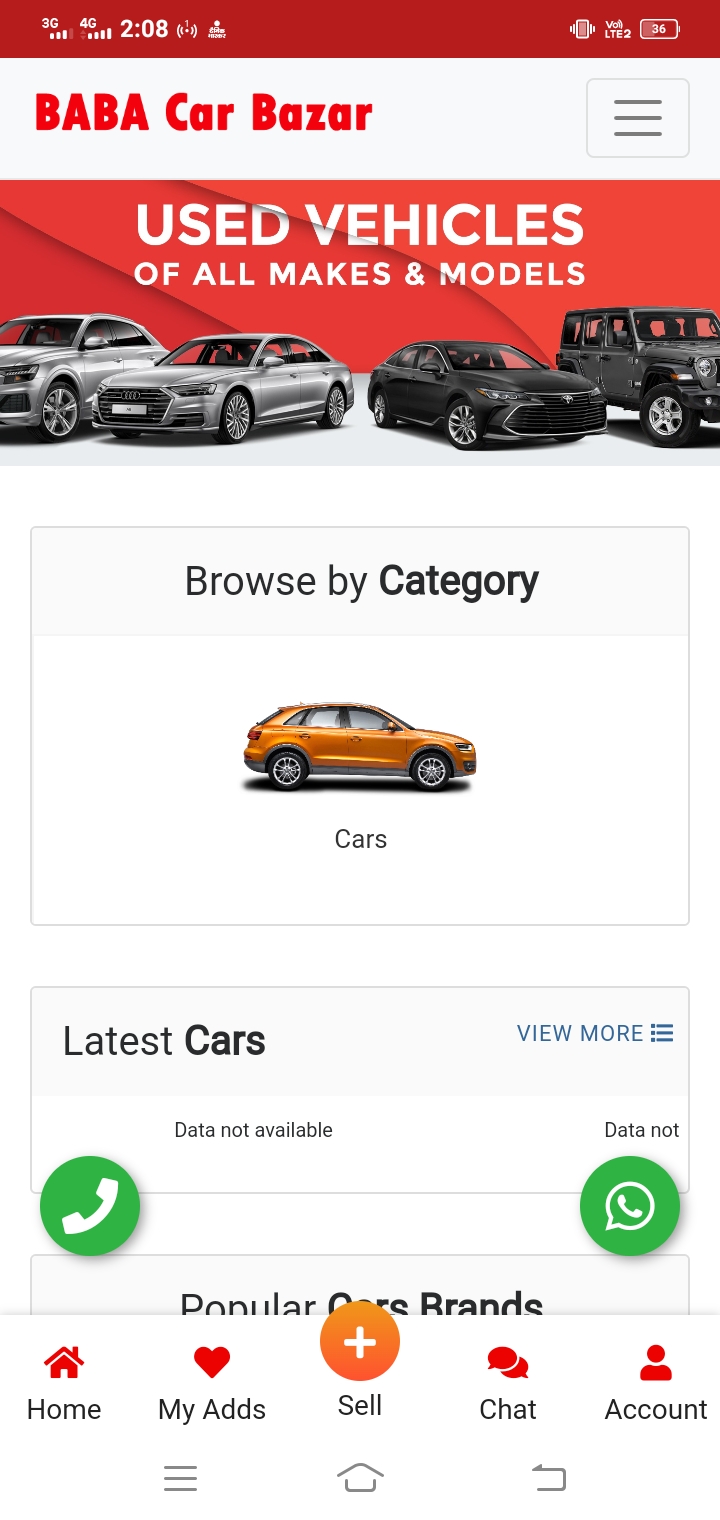 3G 4G 2:08 दैनिक भास्कर Vo) LTE2 36
BABA Car Bazar
USED VEHICLES
OF ALL MAKES & MODELS
Browse by Category
Cars
Latest Cars
VIEW MORE
Data not available
Data not
Popular Cars Brands
Home
My Adds
Sell
Chat
Account